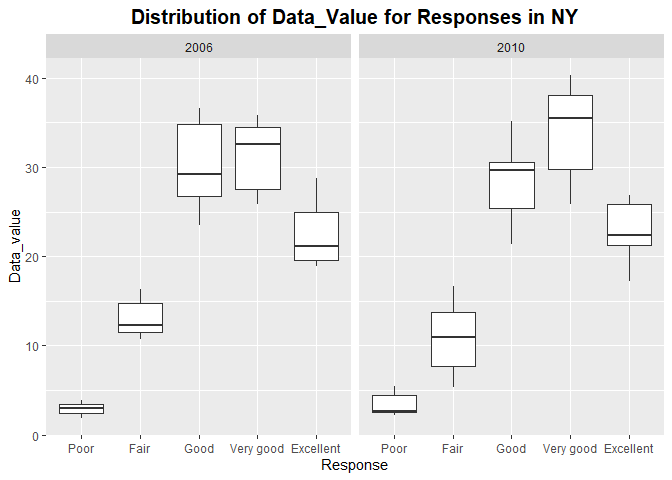 Distribution of Data_Value for Responses in NY
2006 2010
40
30
20
10
0
Data_value
Poor Fair Good Very good Excellent Poor Fair Good Very good Excellent
Response